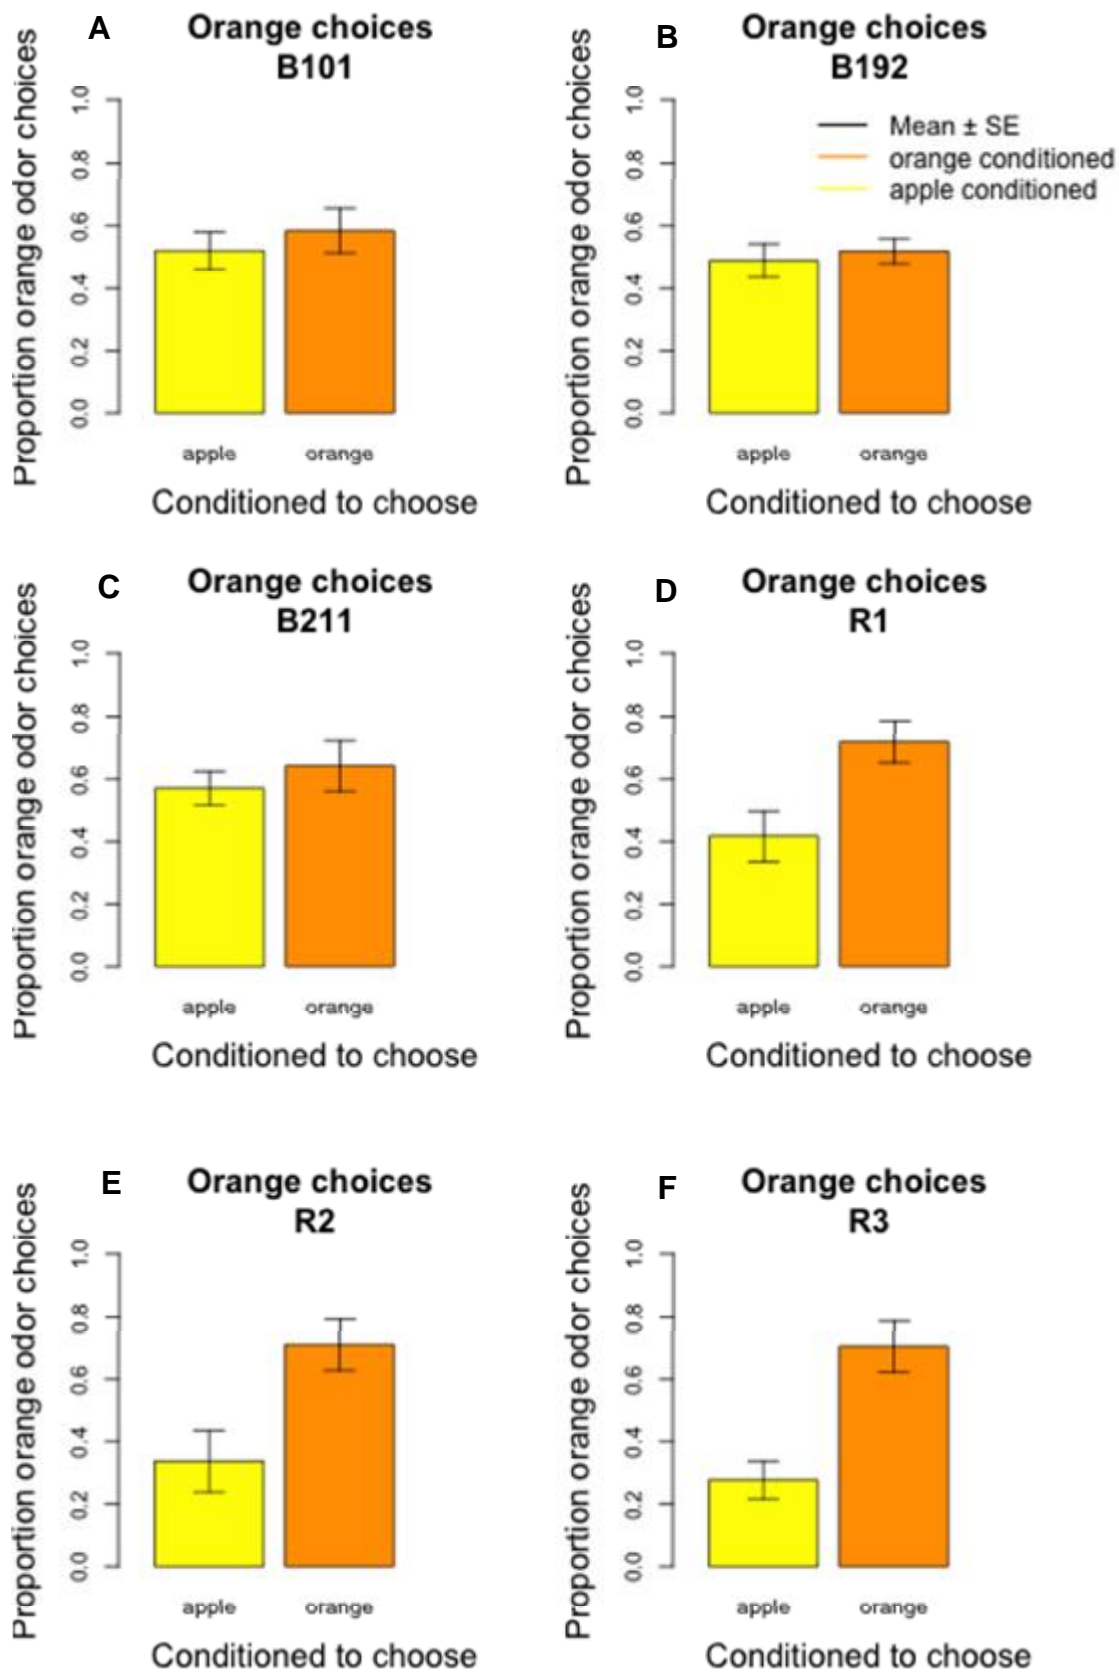 A
Orange choices
B101
Proportion orange odor choices
1.0
0.8
0.6
0.4
0.2
0.0
apple
orange
Conditioned to choose
B
Orange choices
B192
Proportion orange odor choices
1.0
0.8
0.6
0.4
0.2
0.0
Mean ± SE
orange conditioned
apple conditioned
apple
orange
Conditioned to choose
C
Orange choices
B211
Proportion orange odor choices
1.0
0.8
0.6
0.4
0.2
0.0
apple
orange
Conditioned to choose
D
Orange choices
R1
Proportion orange odor choices
1.0
0.8
0.6
0.4
0.2
0.0
apple
orange
Conditioned to choose
E
Orange choices
R2
Proportion orange odor choices
1.0
0.8
0.6
0.4
0.2
0.0
apple
orange
Conditioned to choose
F
Orange choices
R3
Proportion orange odor choices
1.0
0.8
0.6
0.4
0.2
0.0
apple
orange
Conditioned to choose